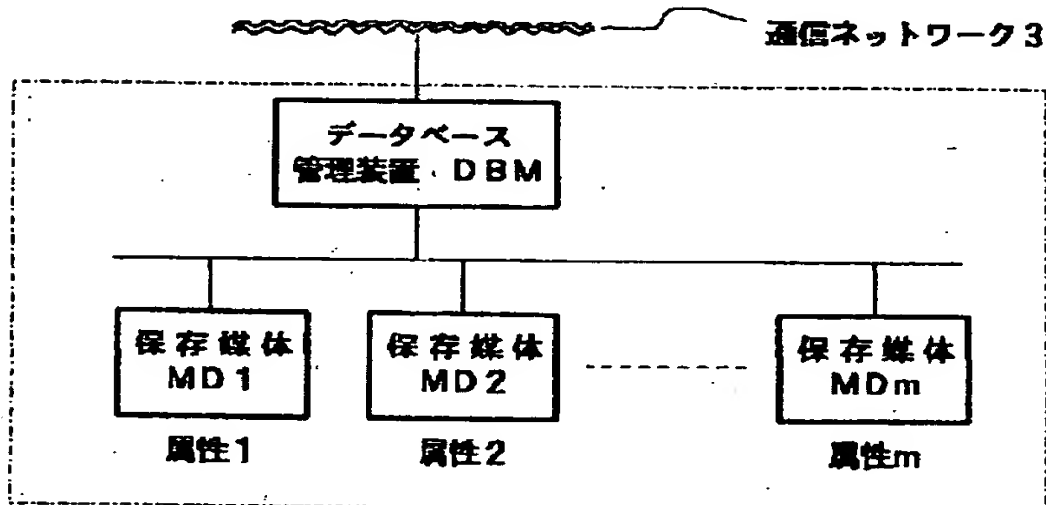 通信ネットワーク3
データベース
管理装置 DBM
保存媒体
MD1
保存媒体
MD2
保存媒体
MDm
属性1
属性2
属性m